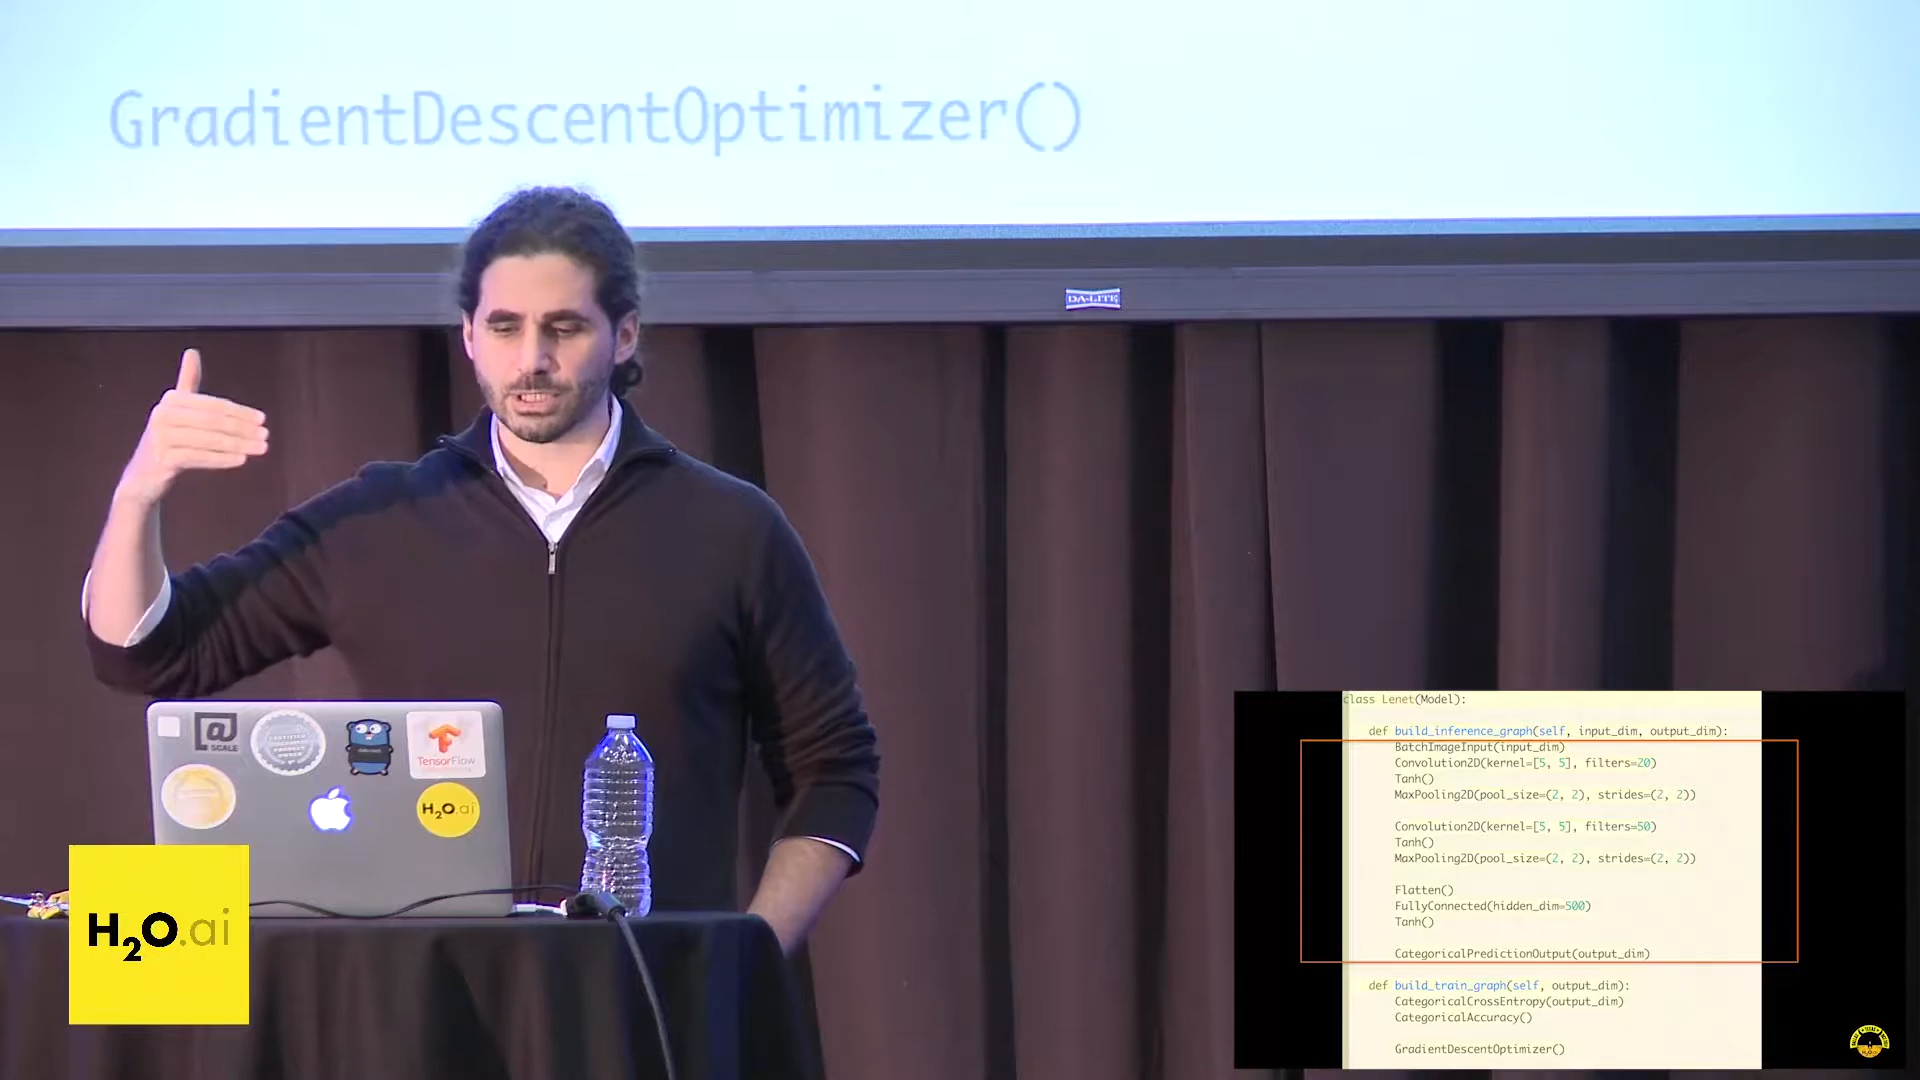 GradientDescentOptimizer()
DA-LITE
@
SCALE
TensorFlow
H2O.ai
H2O.ai
class Lenet(Model):
def build_inference_graph(self, input_dim, output_dim):
BatchImageInput(input_dim)
Convolution2D(kernel=[5, 5], filters=20)
Tanh()
MaxPooling2D(pool_size=(2, 2), strides=(2, 2))
Convolution2D(kernel=[5, 5], filters=50)
Tanh()
MaxPooling2D(pool_size=(2, 2), strides=(2, 2))
Flatten()
FullyConnected(hidden_dim=500)
Tanh()
CategoricalPredictionOutput(output_dim)
def build_train_graph(self, output_dim):
CategoricalCrossEntropy(output_dim)
CategoricalAccuracy()
GradientDescentOptimizer()
H2O.ai